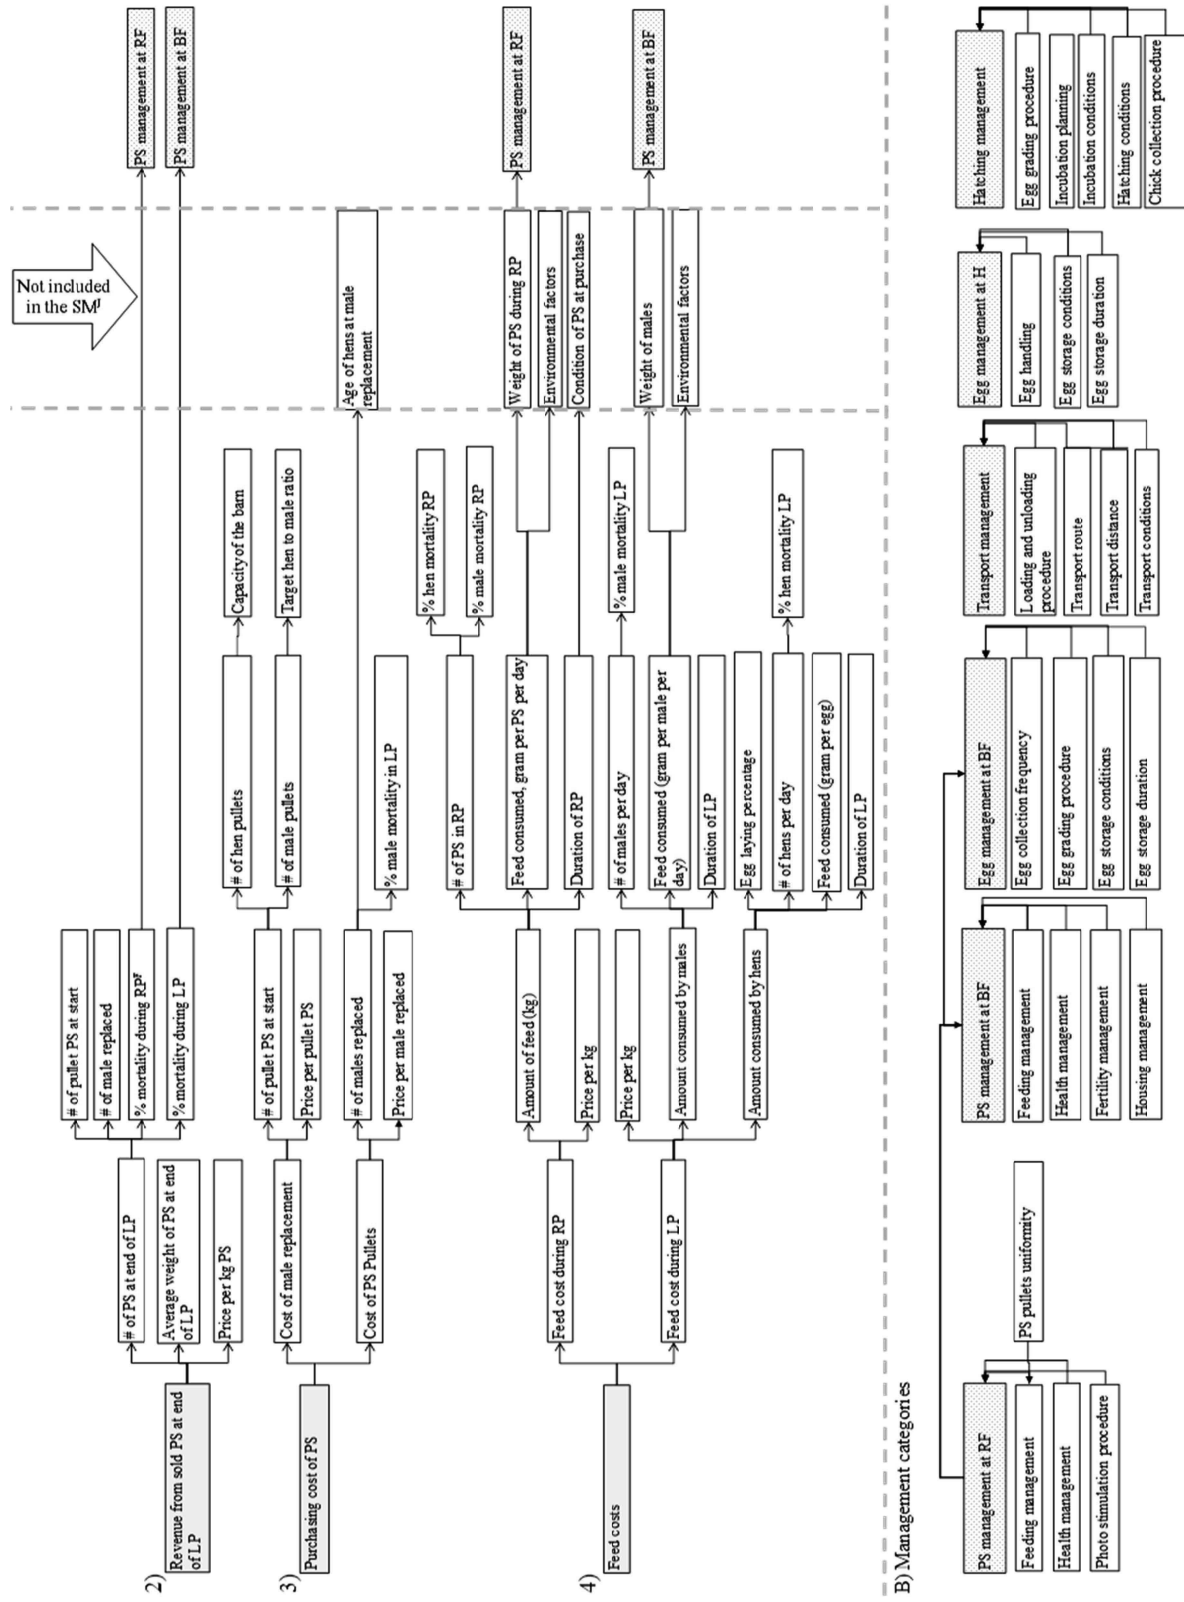 Not included
in the SMʲ
2)
Revenue from sold PS at end
of LP
# of PS at end of LP
Average weight of PS at end
of LP
Price per kg PS
# of pullet PS at start
# of male replaced
% mortality during RPᶠ
% mortality during LP
PS management at RF
PS management at BF
3)
Purchasing cost of PS
Cost of male replacement
Cost of PS Pullets
# of pullet PS at start
Price per pullet PS
# of males replaced
Price per male replaced
# of hen pullets
# of male pullets
% male mortality in LP
Capacity of the barn
Target hen to male ratio
Age of hens at male
replacement
4)
Feed costs
Feed cost during RP
Feed cost during LP
Amount of feed (kg)
Price per kg
Price per kg
Amount consumed by males
Amount consumed by hens
# of PS in RP
Feed consumed, gram per PS per day
Duration of RP
# of males per day
Feed consumed (gram per male per
day)
Duration of LP
Egg laying percentage
# of hens per day
Feed consumed (gram per egg)
Duration of LP
% hen mortality RP
% male mortality RP
% male mortality LP
% hen mortality LP
Weight of PS during RP
Environmental factors
Condition of PS at purchase
Weight of males
Environmental factors
PS management at RF
PS management at BF
B) Management categories
PS management at RF
Feeding management
Health management
Photo stimulation procedure
PS pullets uniformity
PS management at BF
Feeding management
Health management
Fertility management
Housing management
Egg management at BF
Egg collection frequency
Egg grading procedure
Egg storage conditions
Egg storage duration
Transport management
Loading and unloading
procedure
Transport route
Transport distance
Transport conditions
Egg management at H
Egg handling
Egg storage conditions
Egg storage duration
Hatching management
Egg grading procedure
Incubation planning
Incubation conditions
Hatching conditions
Chick collection procedure